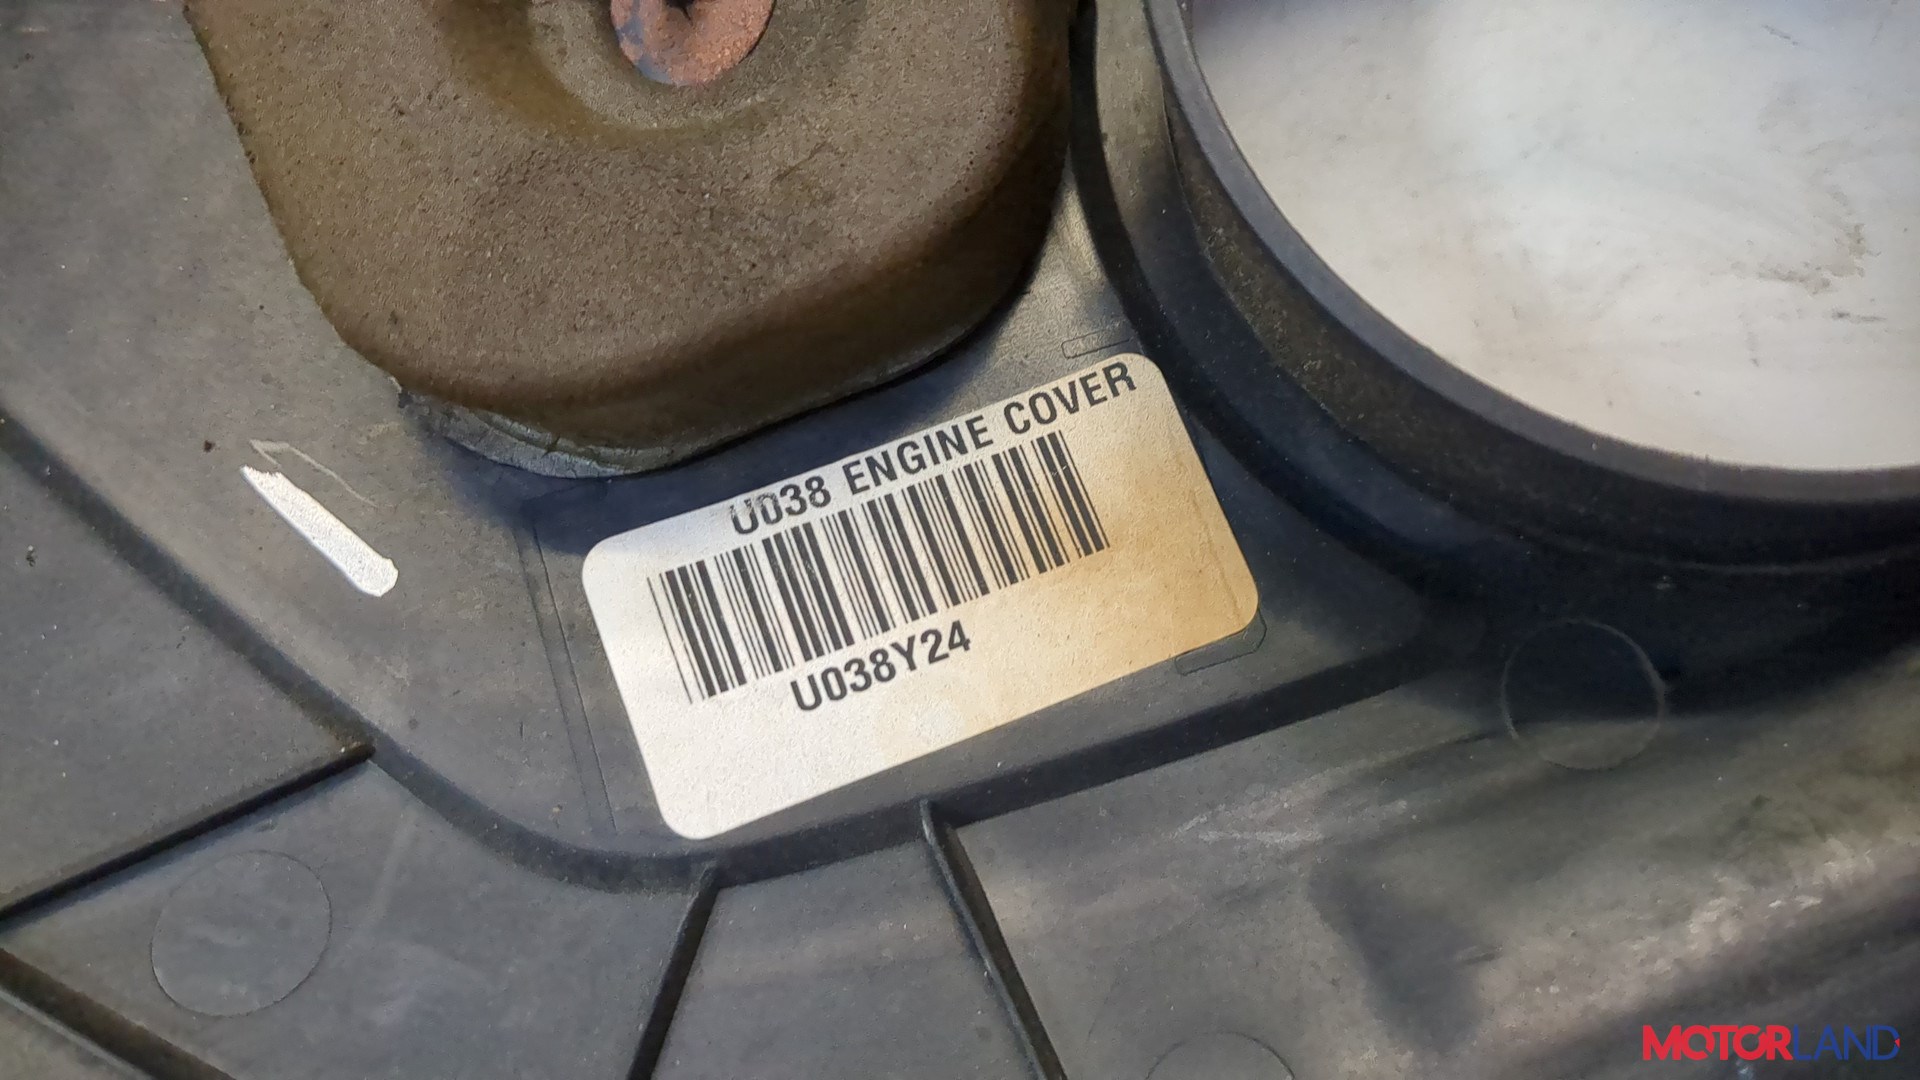 U038 ENGINE COVER
U038Y24
MOTORLAND